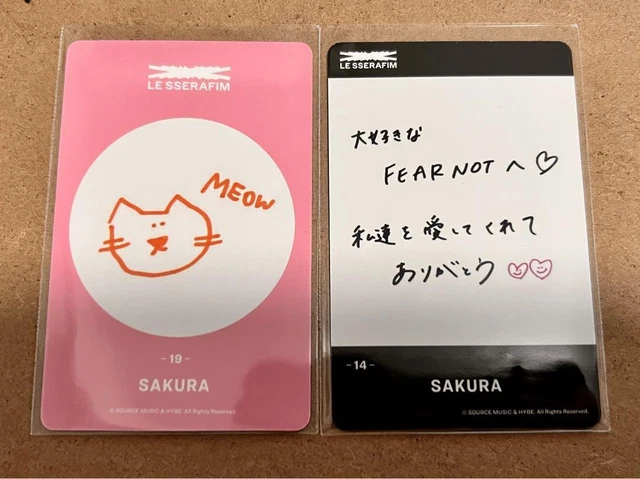 LE SSERAFIM
MEOW
-19-
SAKURA
© SOURCE MUSIC & HYBE. All Rights Reserved.
LE SSERAFIM
大好きな
FEARNOT へ♡
私達を愛してくれて
ありがとう♡♡
-14-
SAKURA
© SOURCE MUSIC & HYBE. All Rights Reserved.